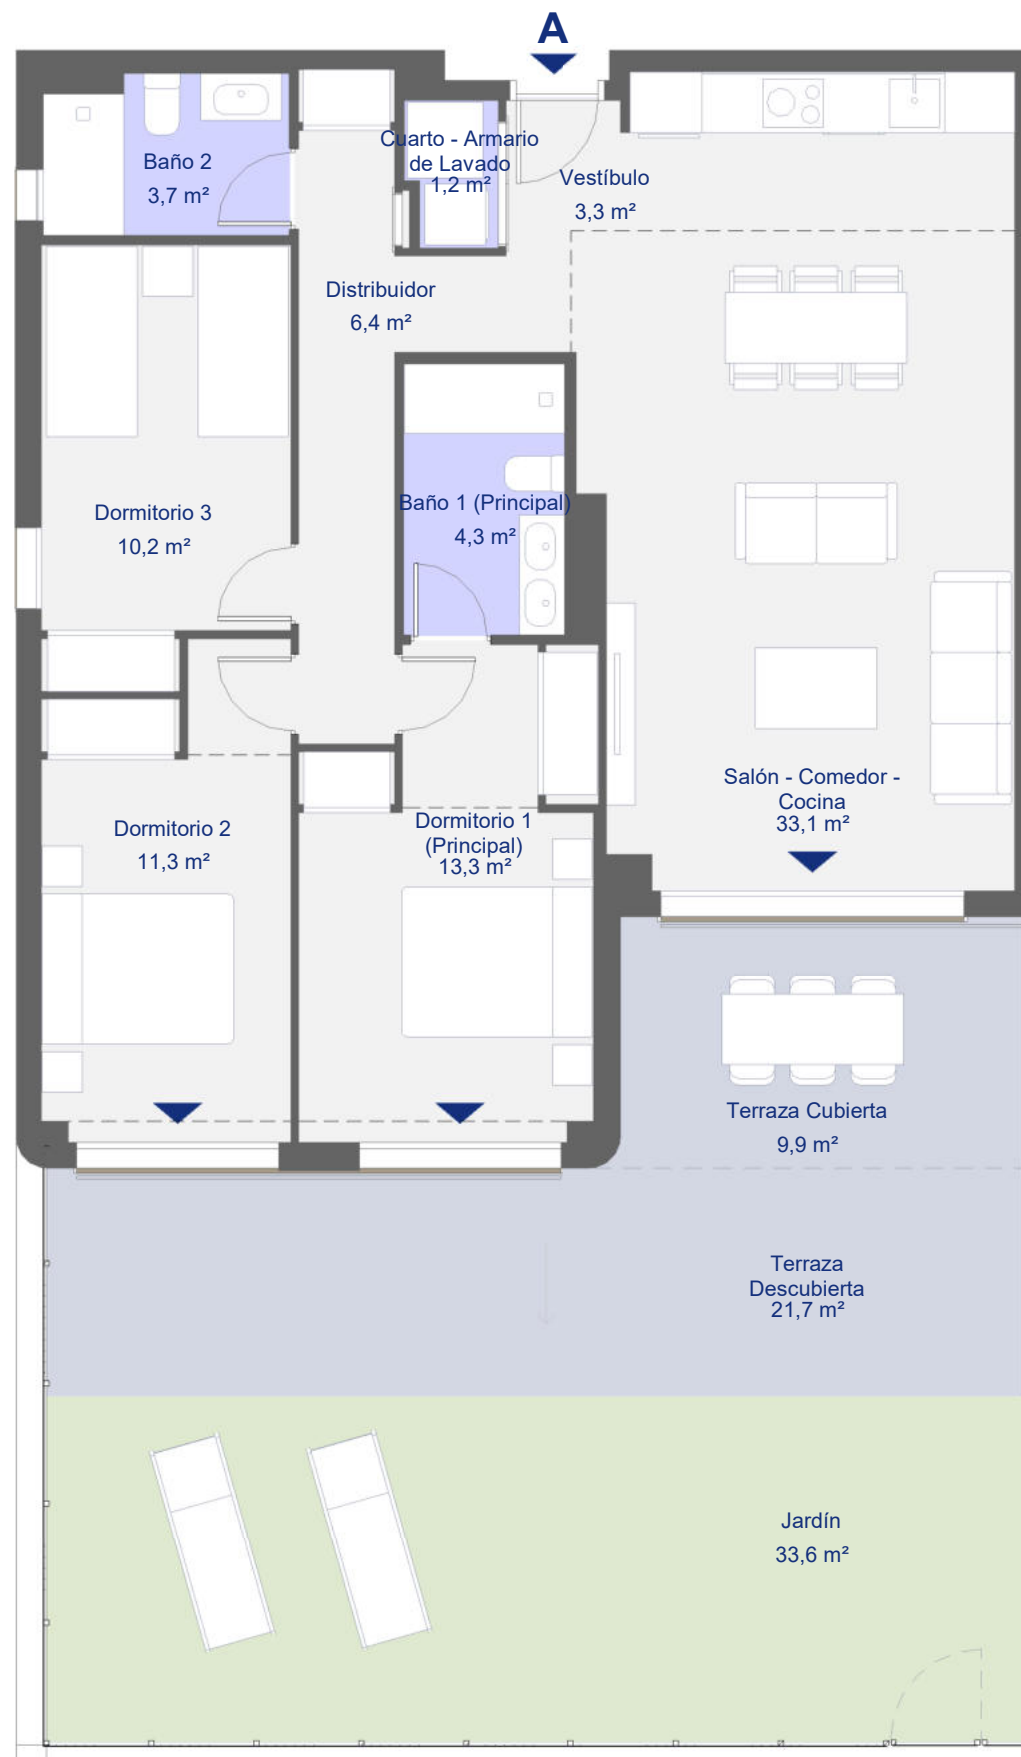 A
Cuarto - Armario
de Lavado
1,2 m²
Baño 2
3,7 m²
Vestíbulo
3,3 m²
Distribuidor
6,4 m²
Dormitorio 3
10,2 m²
Baño 1 (Principal)
4,3 m²
Salón - Comedor -
Cocina
33,1 m²
Dormitorio 2
11,3 m²
Dormitorio 1
(Principal)
13,3 m²
Terraza Cubierta
9,9 m²
Terraza
Descubierta
21,7 m²
Jardín
33,6 m²